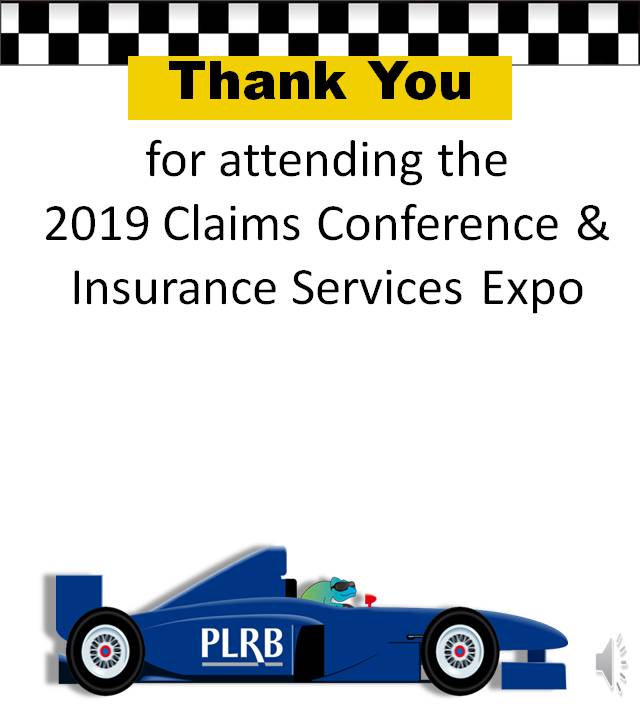 Thank You
for attending the
2019 Claims Conference &
Insurance Services Expo
PLRB